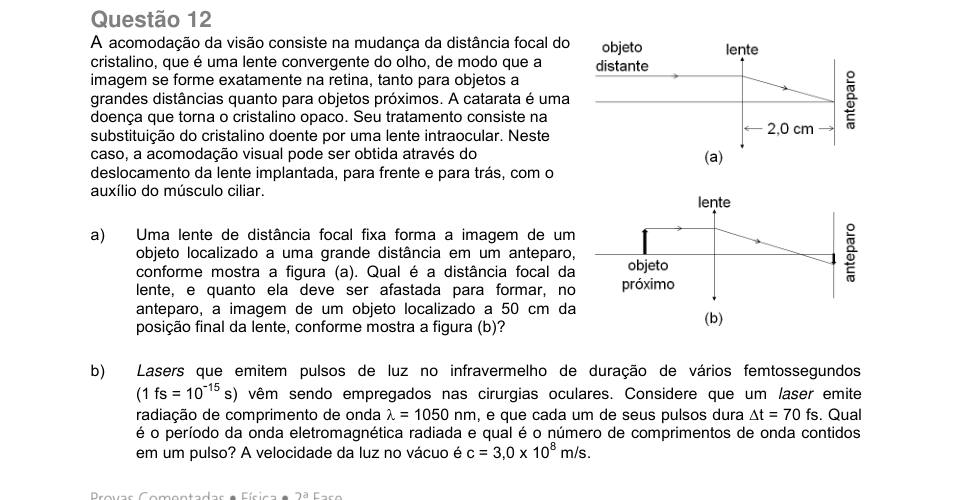 Questão 12
A acomodação da visão consiste na mudança da distância focal do
cristalino, que é uma lente convergente do olho, de modo que a
imagem se forme exatamente na retina, tanto para objetos a
grandes distâncias quanto para objetos próximos. A catarata é uma
doença que torna o cristalino opaco. Seu tratamento consiste na
substituição do cristalino doente por uma lente intraocular. Neste
caso, a acomodação visual pode ser obtida através do
deslocamento da lente implantada, para frente e para trás, com o
auxílio do músculo ciliar.
objeto
distante
lente
anteparo
2,0 cm
(a)
a) Uma lente de distância focal fixa forma a imagem de um
objeto localizado a uma grande distância em um anteparo,
conforme mostra a figura (a). Qual é a distância focal da
lente, e quanto ela deve ser afastada para formar, no
anteparo, a imagem de um objeto localizado a 50 cm da
posição final da lente, conforme mostra a figura (b)?
lente
objeto
próximo
anteparo
(b)
b) Lasers que emitem pulsos de luz no infravermelho de duração de vários femtossegundos
(1 fs = 10⁻¹⁵ s) vêm sendo empregados nas cirurgias oculares. Considere que um laser emite
radiação de comprimento de onda λ = 1050 nm, e que cada um de seus pulsos dura Δt = 70 fs. Qual
é o período da onda eletromagnética radiada e qual é o número de comprimentos de onda contidos
em um pulso? A velocidade da luz no vácuo é c = 3,0 x 10⁸ m/s.
Provas Comentadas • Física • 2ª Fase